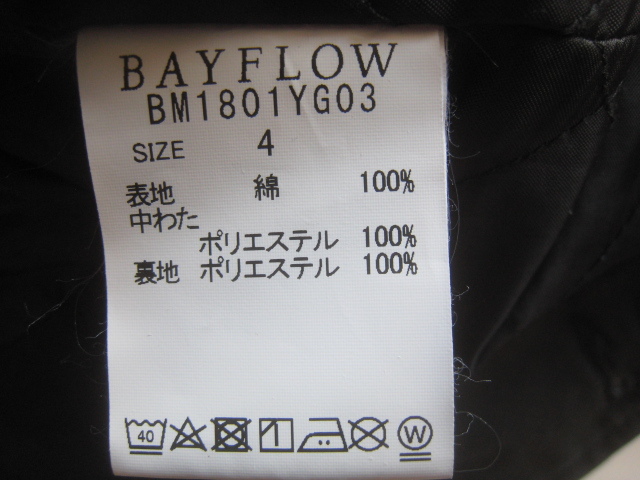 BAYFLOW
BM1801YG03
SIZE 4
表地 綿 100%
中わた
ポリエステル 100%
裏地 ポリエステル 100%
40 W